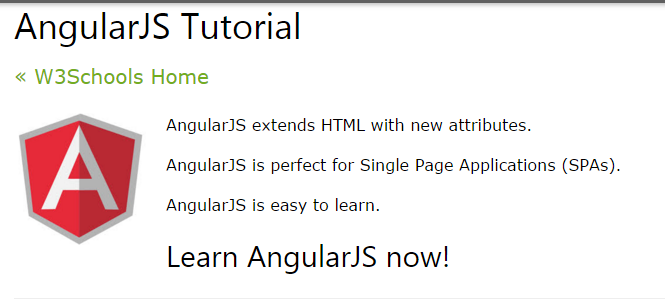 AngularJS Tutorial
« W3Schools Home
A
AngularJS extends HTML with new attributes.
AngularJS is perfect for Single Page Applications (SPAs).
AngularJS is easy to learn.
Learn AngularJS now!